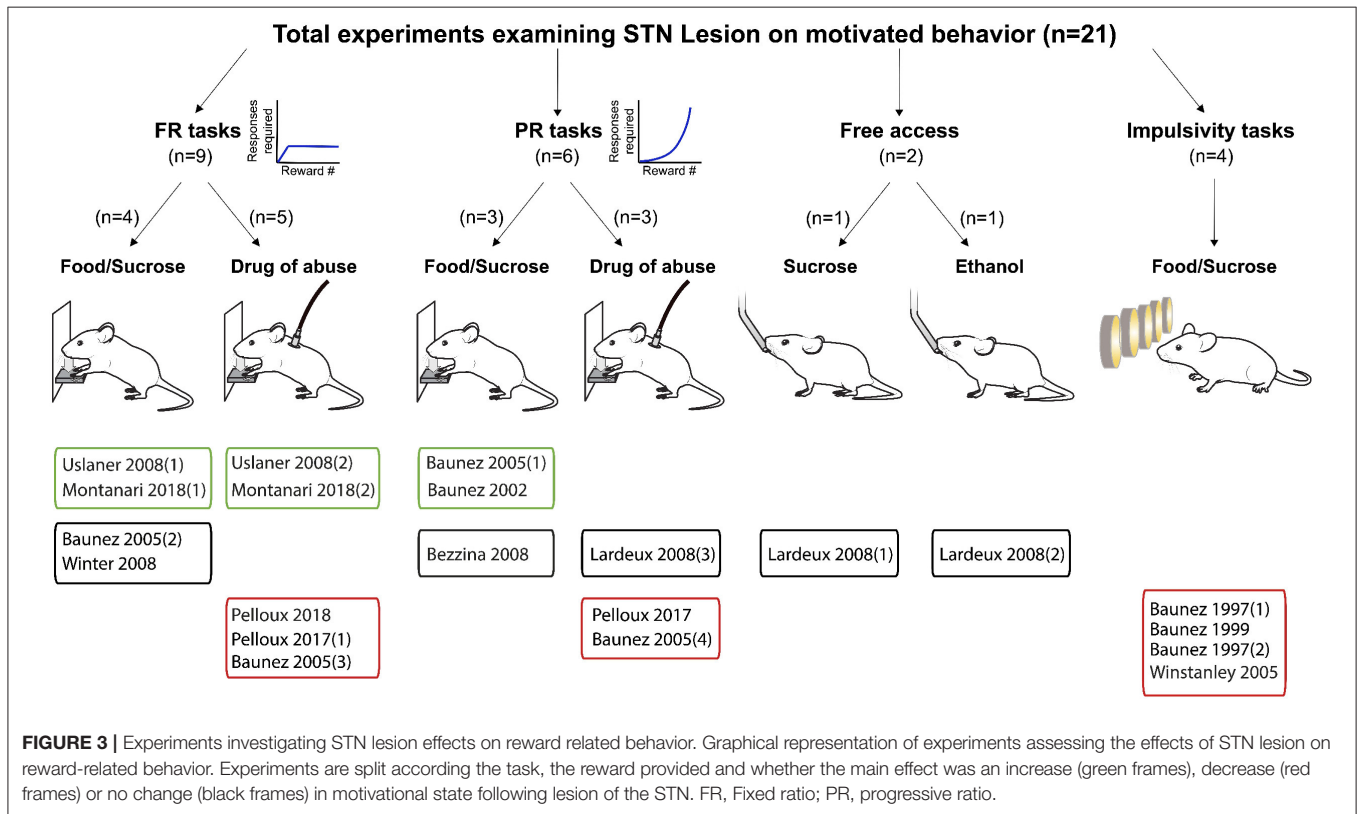 Total experiments examining STN Lesion on motivated behavior (n=21)
FR tasks
(n=9)
Responses
required
Reward #
PR tasks
(n=6)
Responses
required
Reward #
Free access
(n=2)
Impulsivity tasks
(n=4)
(n=4)
(n=5)
(n=3)
(n=3)
(n=1)
(n=1)
Food/Sucrose
Drug of abuse
Food/Sucrose
Drug of abuse
Sucrose
Ethanol
Food/Sucrose
Uslaner 2008(1)
Montanari 2018(1)
Uslaner 2008(2)
Montanari 2018(2)
Baunez 2005(1)
Baunez 2002
Baunez 2005(2)
Winter 2008
Bezzina 2008
Lardeux 2008(3)
Lardeux 2008(1)
Lardeux 2008(2)
Pelloux 2018
Pelloux 2017(1)
Baunez 2005(3)
Pelloux 2017
Baunez 2005(4)
Baunez 1997(1)
Baunez 1999
Baunez 1997(2)
Winstanley 2005
FIGURE 3 | Experiments investigating STN lesion effects on reward related behavior. Graphical representation of experiments assessing the effects of STN lesion on
reward-related behavior. Experiments are split according the task, the reward provided and whether the main effect was an increase (green frames), decrease (red
frames) or no change (black frames) in motivational state following lesion of the STN. FR, Fixed ratio; PR, progressive ratio.